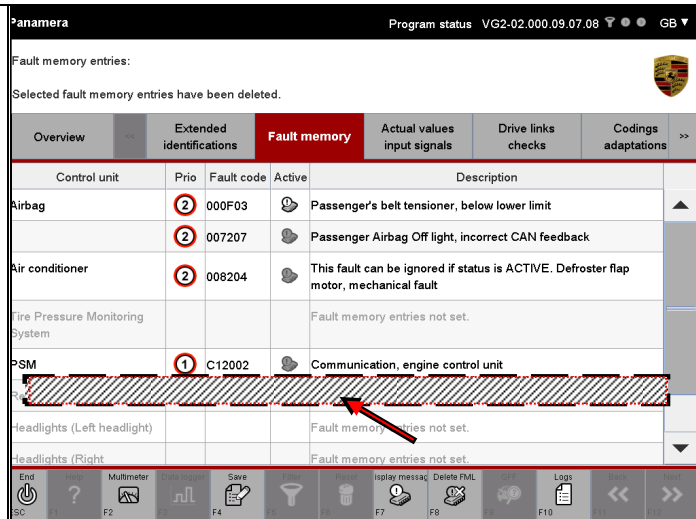 Panamera Program status VG2-02.000.09.07.08 GB
Fault memory entries:
Selected fault memory entries have been deleted.
Overview << Extended identifications Fault memory Actual values input signals Drive links checks Codings adaptations >>
Control unit Prio Fault code Active Description
Airbag 2 000F03 Passenger's belt tensioner, below lower limit
2 007207 Passenger Airbag Off light, incorrect CAN feedback
Air conditioner 2 008204 This fault can be ignored if status is ACTIVE. Defroster flap
motor, mechanical fault
Tire Pressure Monitoring Fault memory entries not set.
System
PSM 1 C12002 Communication, engine control unit
Headlights (Left headlight) Fault memory entries not set.
Headlights (Right Fault memory entries not set.
End Help Multimeter Data logger Save Filter Reset isplay messag Delete FML GFF Logs Back Next
SC F1 F2 F3 F4 F5 F6 F7 F8 F9 F10 F11 F12